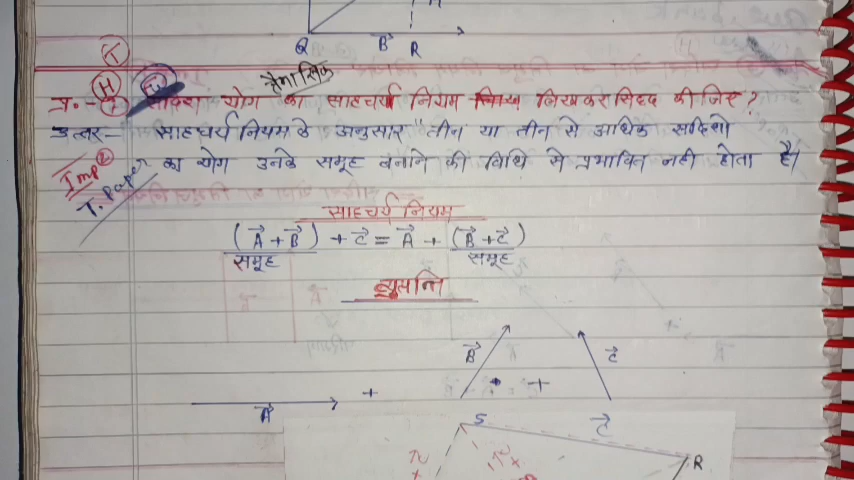 Q B⃗ R
त्रैमासिक
प्र.- सदिश योग का साहचर्य नियम लिखकर सिद्द कीजिए?
उत्तर:- साहचर्य नियम के अनुसार "तीन या तीन से अधिक सदिशो
Imp का योग उनके समूह बनाने की विधि से प्रभावित नही होता है।
T. Paper
साहचर्य नियम
(A⃗ + B⃗) + C⃗ = A⃗ + (B⃗ + C⃗)
समूह समूह
व्युत्पत्ति
B⃗ C⃗
A⃗ + + C⃗
S
R